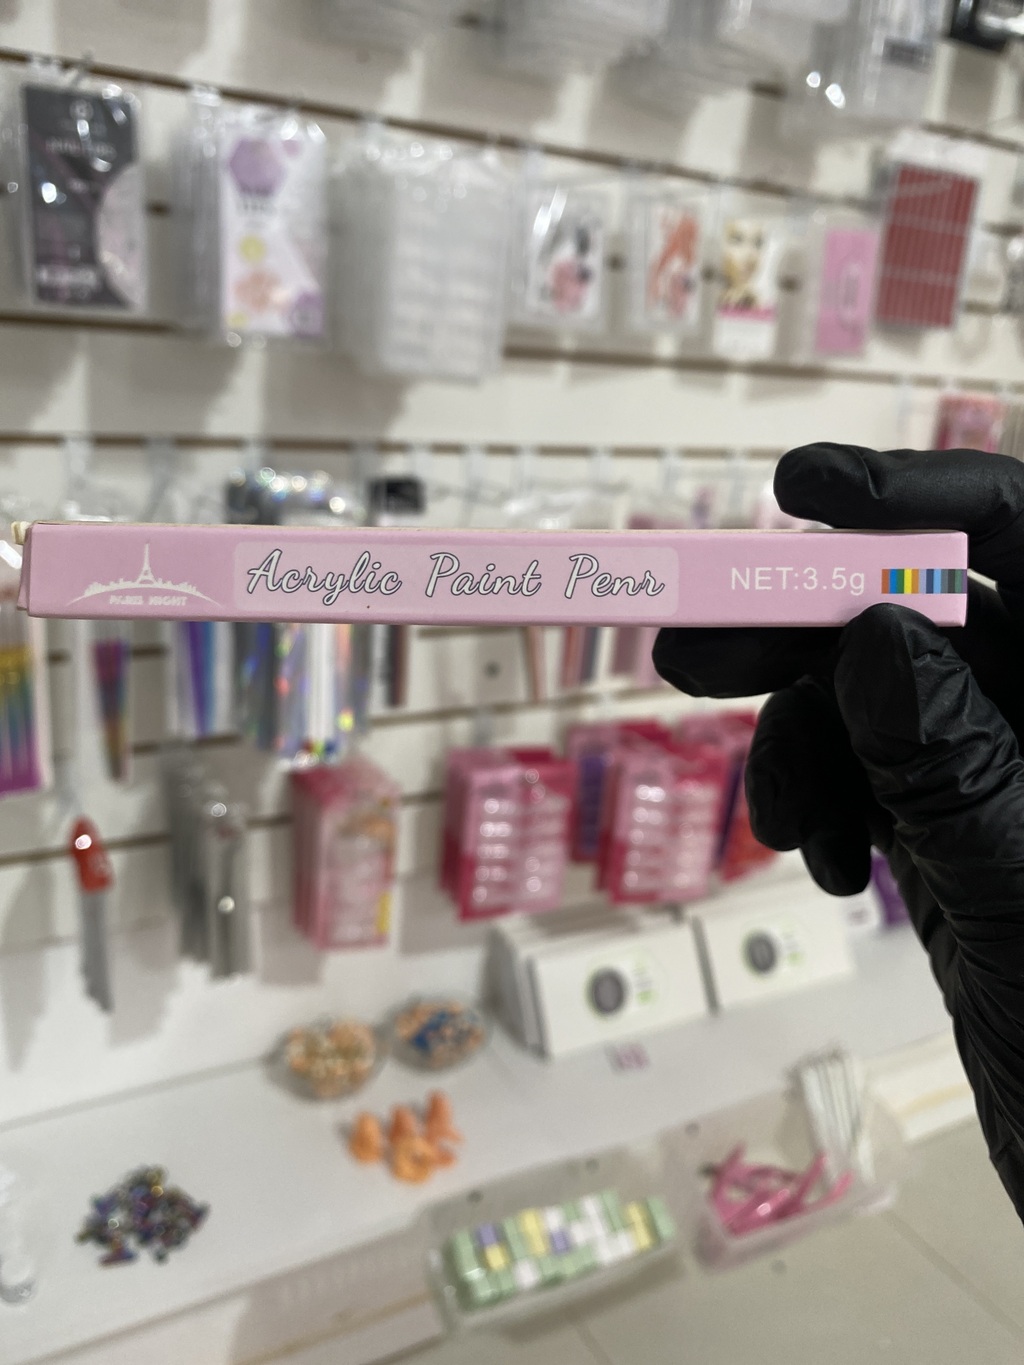 PARIS NIGHT
Acrylic Paint Penr
NET:3.5g